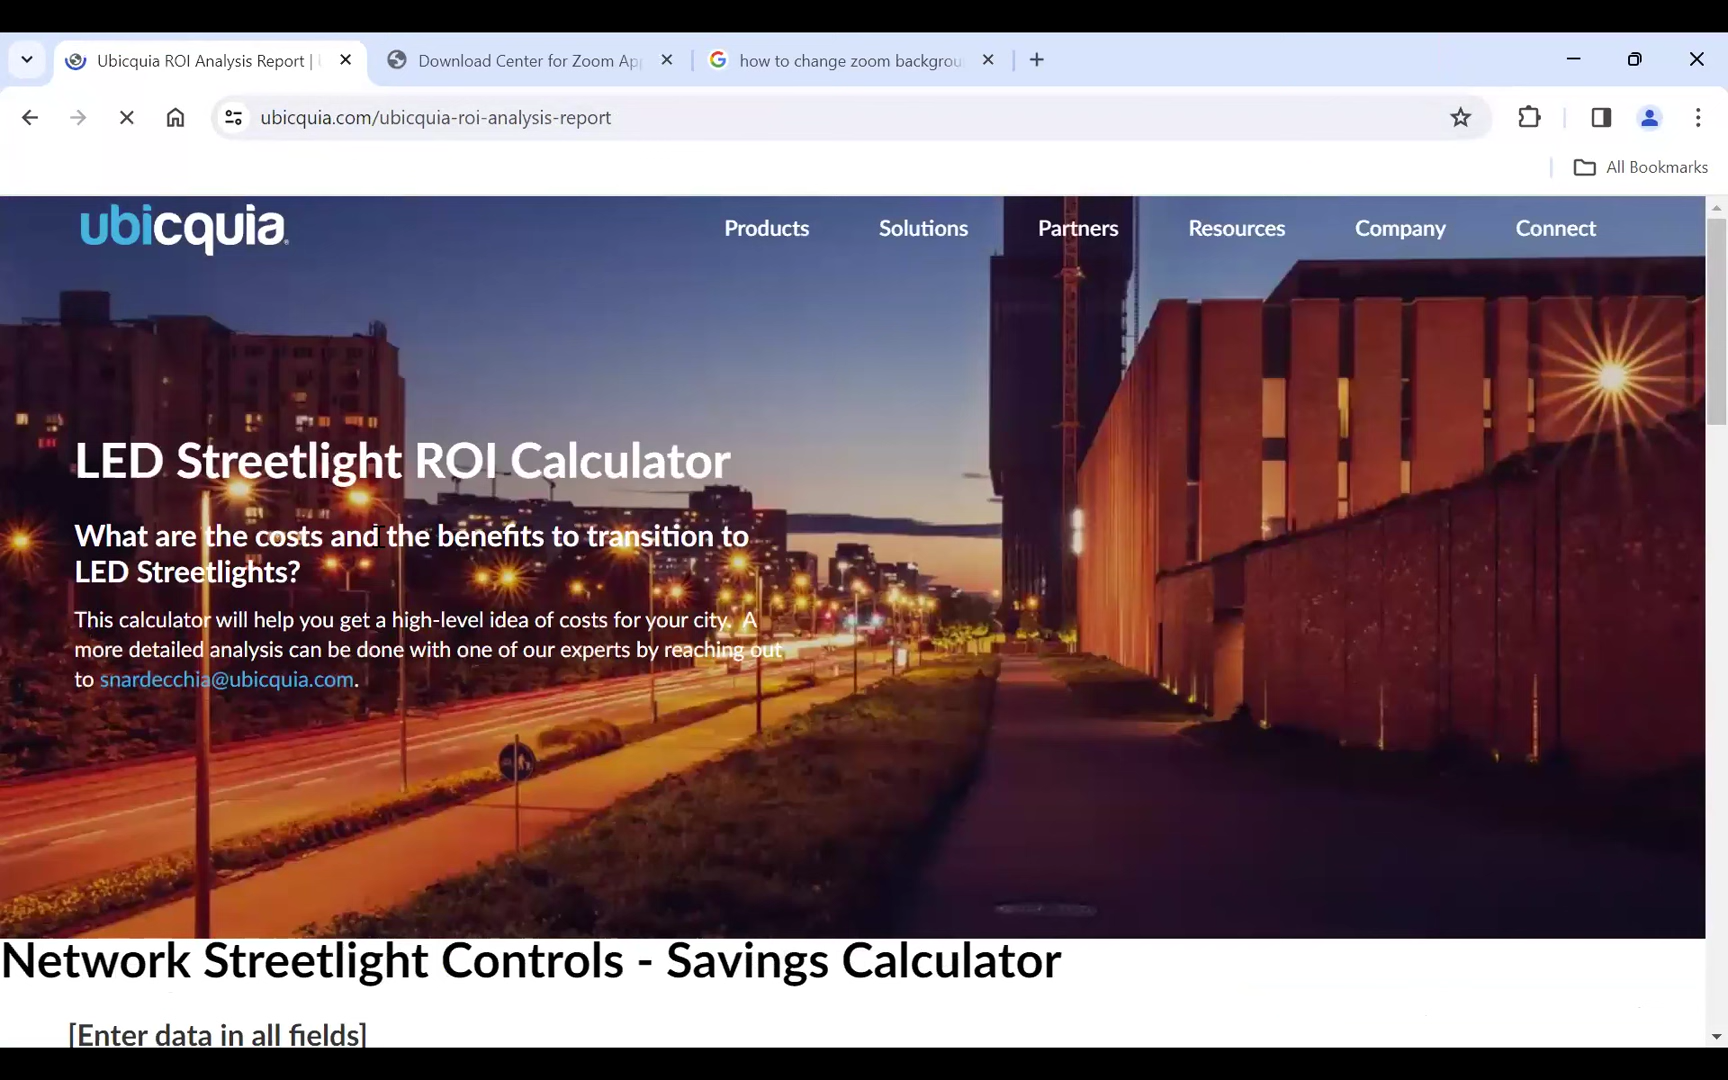 Ubicquia ROI Analysis Report |
Download Center for Zoom Ap
how to change zoom backgrou
ubicquia.com/ubicquia-roi-analysis-report
All Bookmarks
ubicquia
Products Solutions Partners Resources Company Connect
LED Streetlight ROI Calculator
What are the costs and the benefits to transition to
LED Streetlights?
This calculator will help you get a high-level idea of costs for your city. A
more detailed analysis can be done with one of our experts by reaching out
to snardecchia@ubicquia.com.
Network Streetlight Controls - Savings Calculator
[Enter data in all fields]